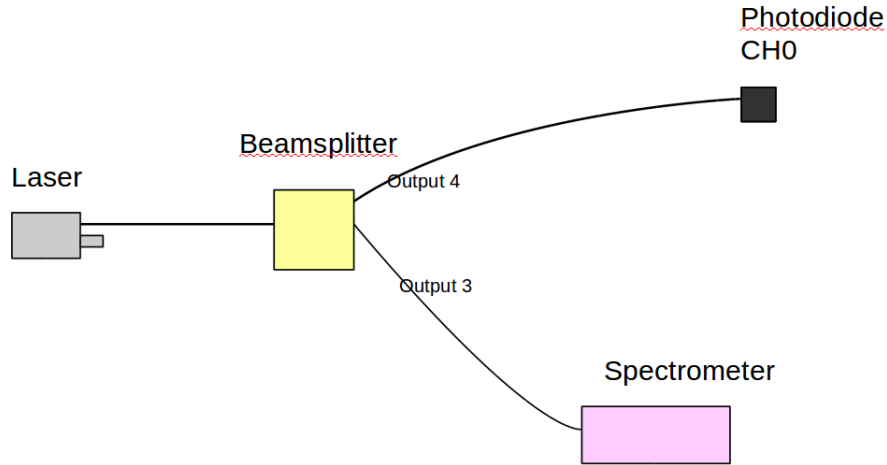 Photodiode
CH0
Beamsplitter
Laser
Output 4
Output 3
Spectrometer